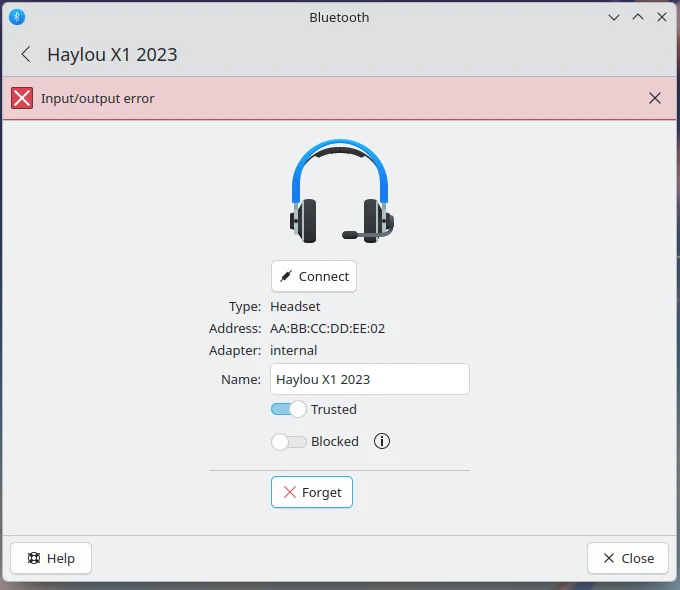 Bluetooth
Haylou X1 2023
Input/output error
Connect
Type: Headset
Address: AA:BB:CC:DD:EE:02
Adapter: internal
Name: Haylou X1 2023
Trusted
Blocked
Forget
Help
Close